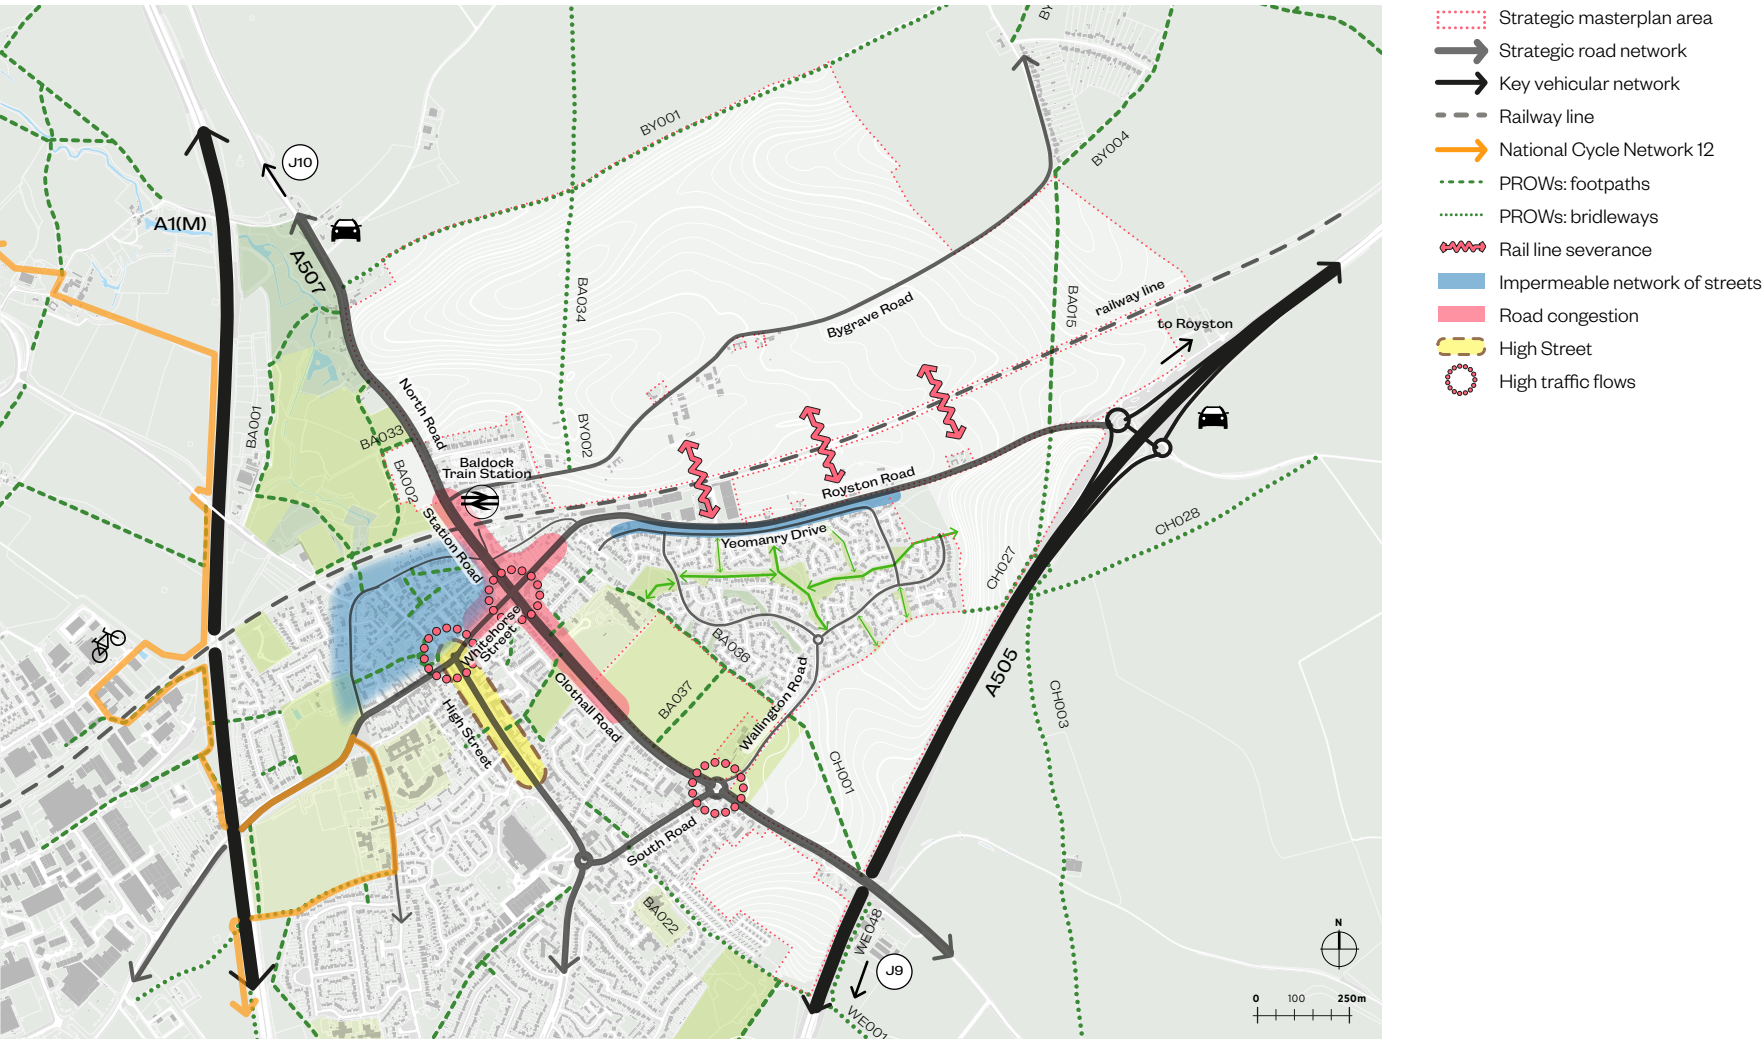 Strategic masterplan area
Strategic road network
Key vehicular network
Railway line
National Cycle Network 12
PROWs: footpaths
PROWs: bridleways
Rail line severance
Impermeable network of streets
Road congestion
High Street
High traffic flows
BY
BY001
BY004
J10
A1(M)
A507
BA034
BA015
railway line
to Royston
Bygrave Road
North Road
BA001
BA033
BY002
BA002
Baldock
Train Station
Royston Road
Station Road
Yeomanry Drive
CH028
CH027
Whitehorse
Street
BA036
BA037
Wallington Road
A505
CH003
Clothall Road
High Street
CH001
South Road
BA022
WE048
J9
WE001
N
0 100 250m